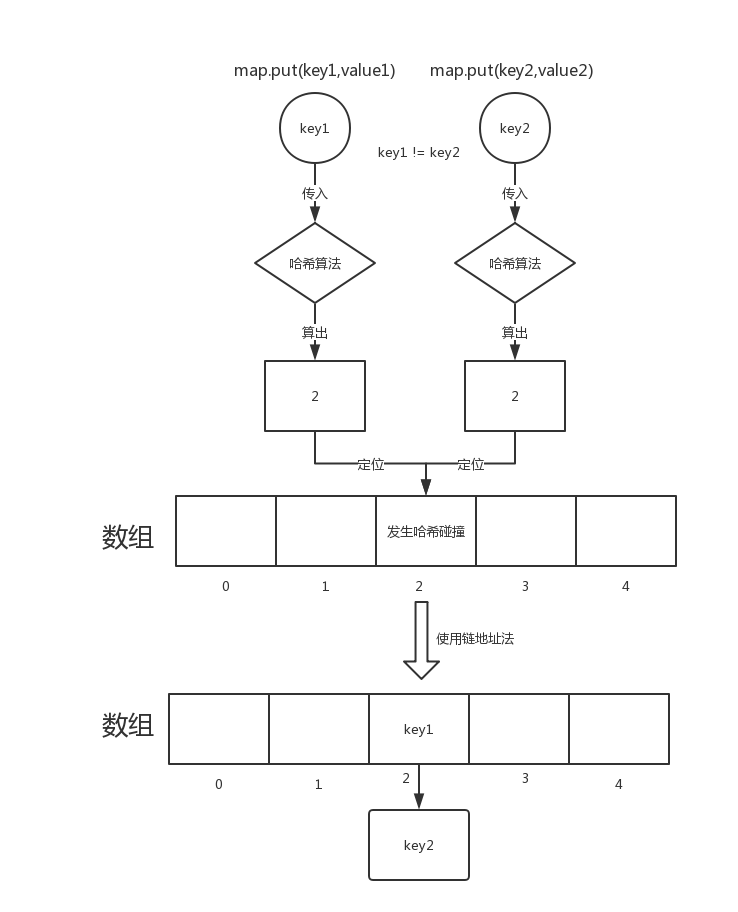 map.put(key1,value1)
map.put(key2,value2)
key1
key2
key1 != key2
传入
传入
哈希算法
哈希算法
算出
算出
2
2
定位
定位
数组
发生哈希碰撞
0
1
2
3
4
使用链地址法
数组
key1
0
1
2
3
4
key2